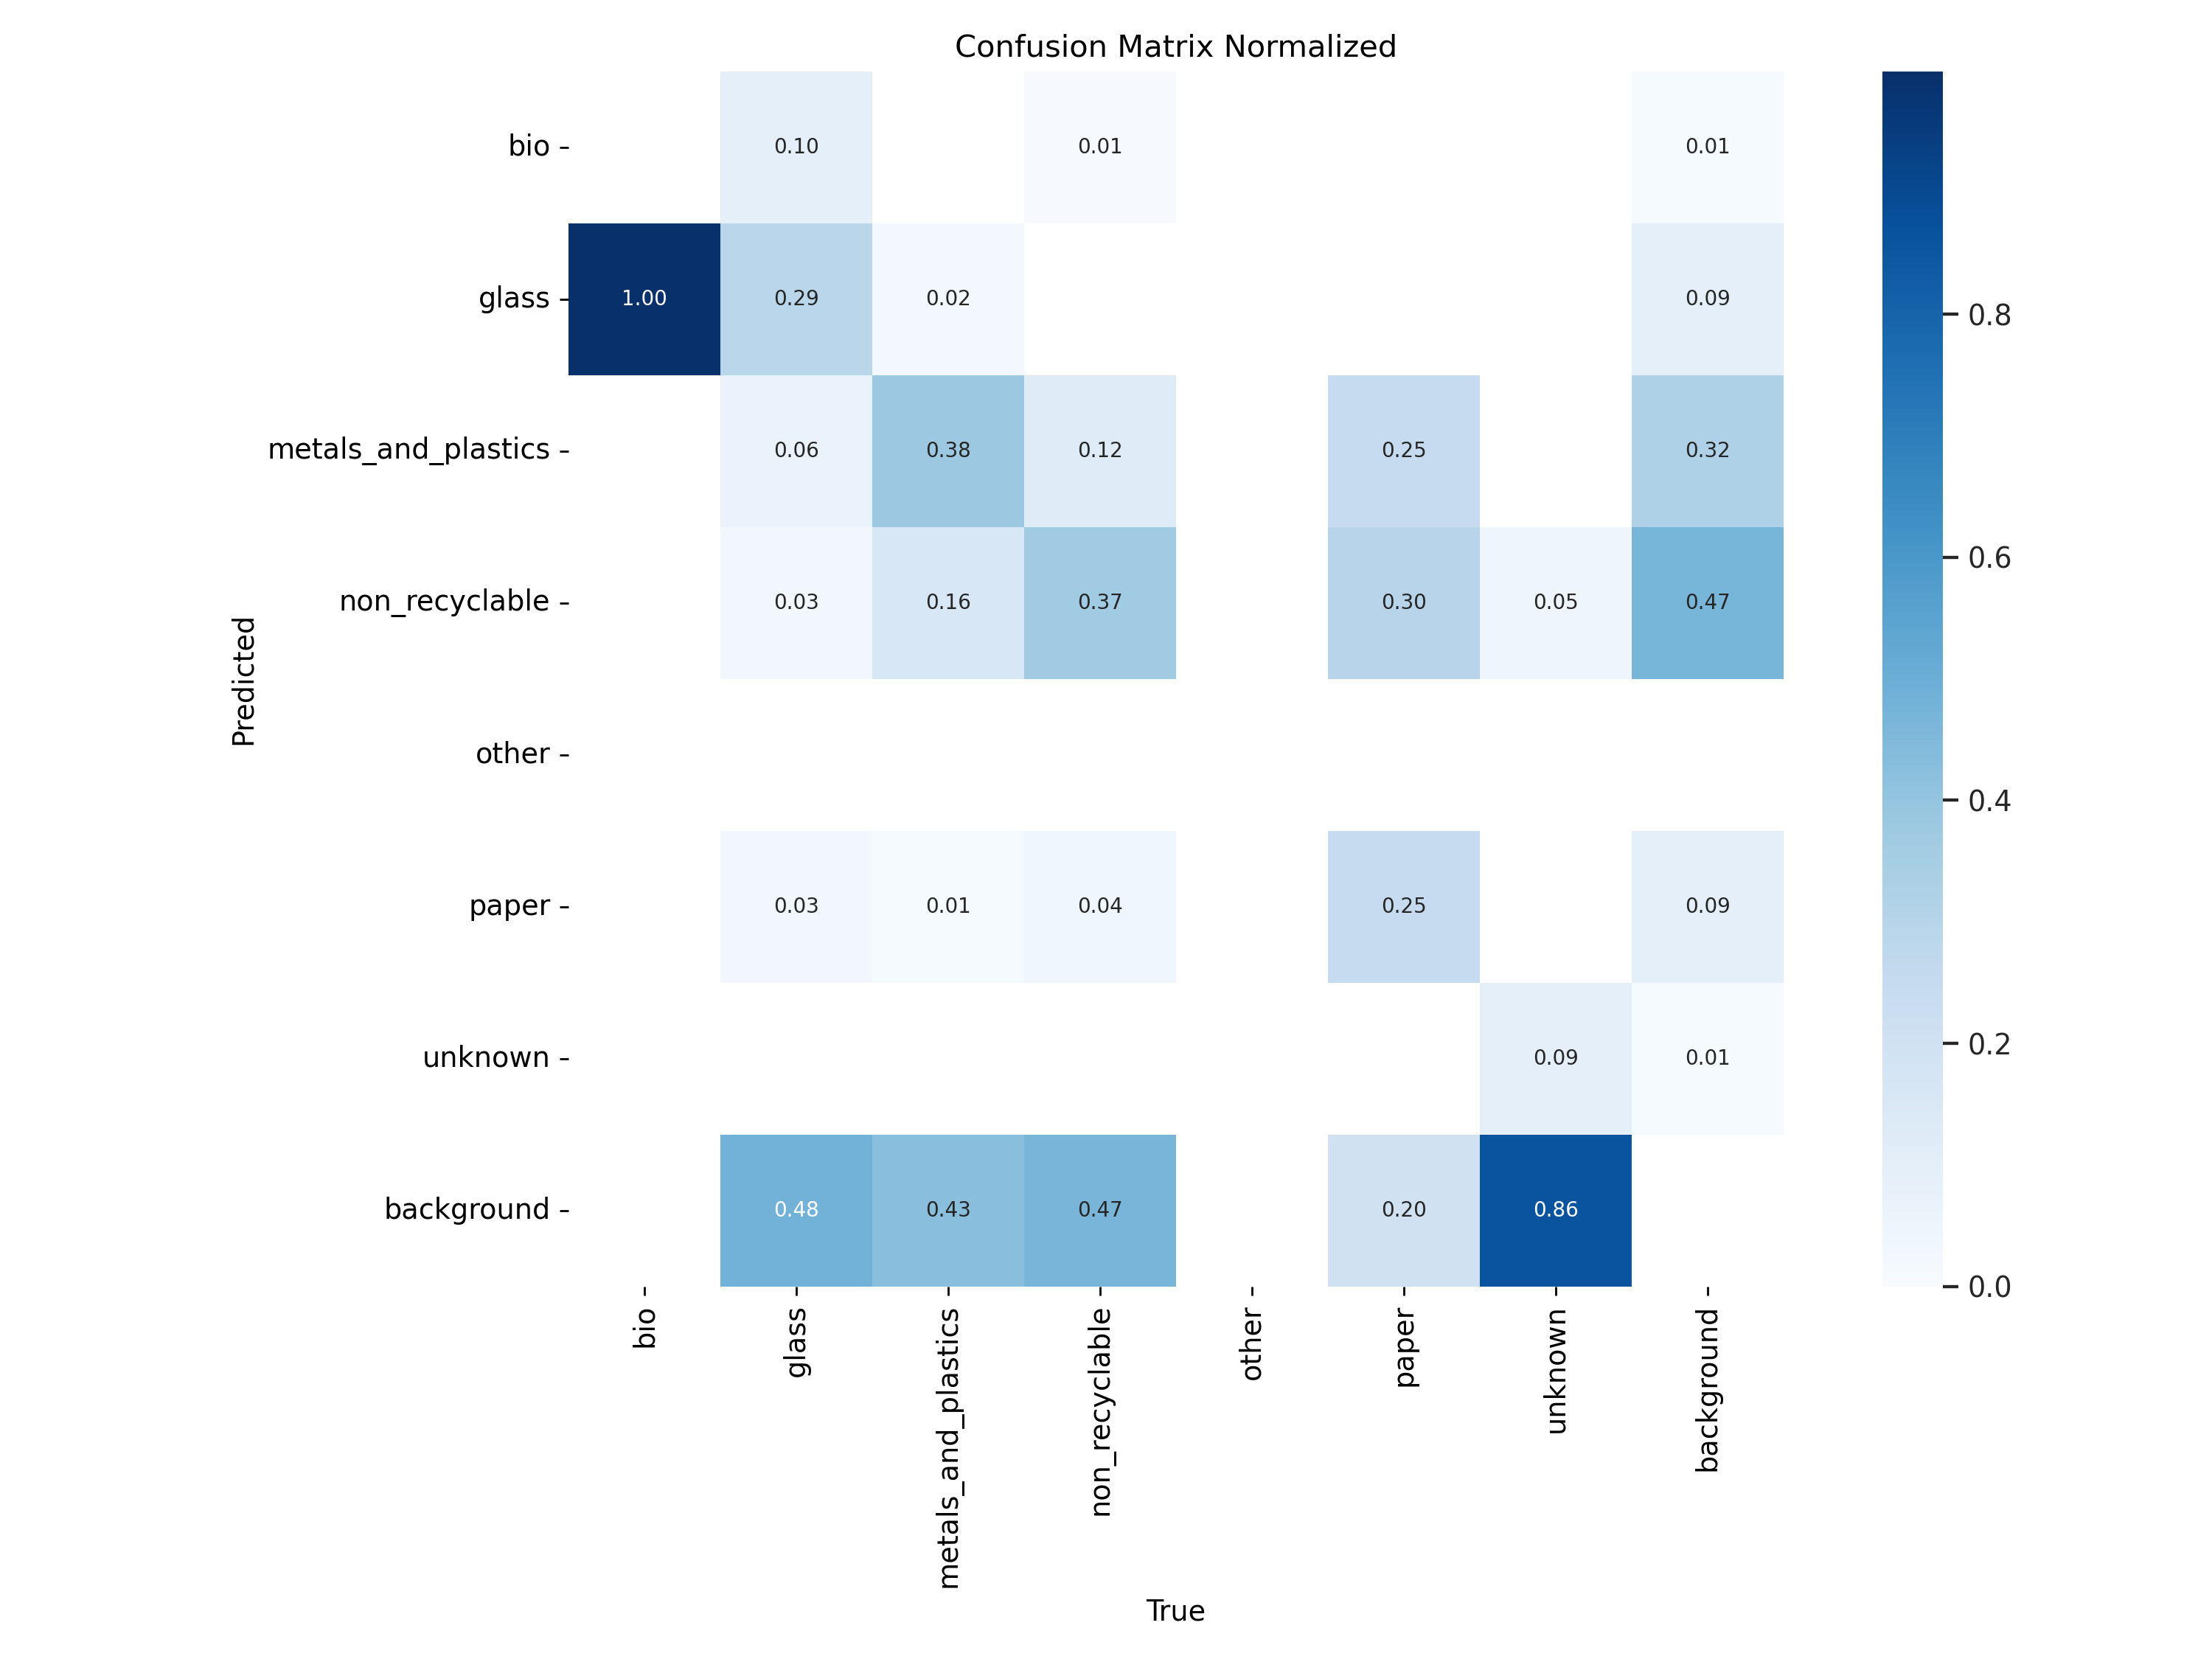 Confusion Matrix Normalized
bio 0.10 0.01 0.01
glass 1.00 0.29 0.02 0.09
0.8
metals_and_plastics 0.06 0.38 0.12 0.25 0.32
0.6
non_recyclable 0.03 0.16 0.37 0.30 0.05 0.47
Predicted
other
0.4
paper 0.03 0.01 0.04 0.25 0.09
unknown 0.09 0.01
0.2
background 0.48 0.43 0.47 0.20 0.86
0.0
bio
glass
metals_and_plastics
non_recyclable
other
paper
unknown
background
True